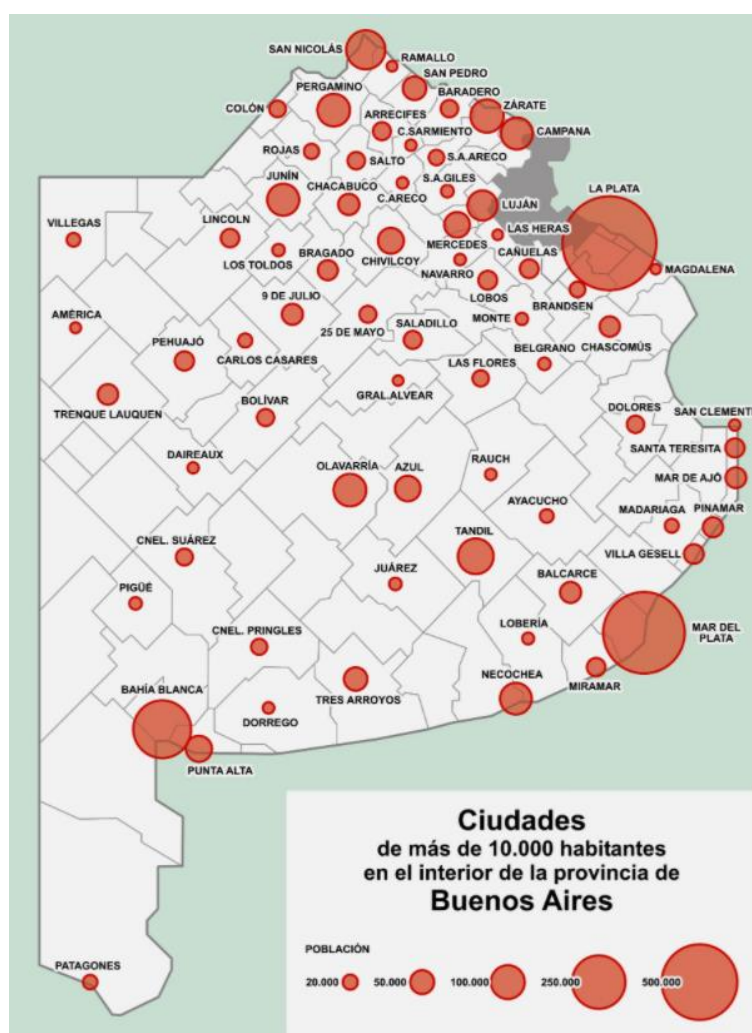 SAN NICOLÁS
RAMALLO
SAN PEDRO
PERGAMINO
BARADERO
COLÓN
ZÁRATE
ARRECIFES
C.SARMIENTO
CAMPANA
ROJAS
SALTO
S.A.ARECO
JUNÍN
CHACABUCO
S.A.GILES
C.ARECO
LA PLATA
LUJÁN
VILLEGAS
LINCOLN
LAS HERAS
LOS TOLDOS
BRAGADO
CHIVILCOY
MERCEDES
CAÑUELAS
NAVARRO
MAGDALENA
LOBOS
BRANDSEN
9 DE JULIO
AMÉRICA
25 DE MAYO
MONTE
PEHUAJÓ
SALADILLO
BELGRANO
CHASCOMÚS
CARLOS CASARES
LAS FLORES
GRAL.ALVEAR
TRENQUE LAUQUEN
BOLÍVAR
DOLORES
SAN CLEMENTE
SANTA TERESITA
DAIREAUX
OLAVARRÍA
AZUL
RAUCH
MAR DE AJÓ
AYACUCHO
MADARIAGA
PINAMAR
TANDIL
CNEL. SUÁREZ
VILLA GESELL
JUÁREZ
BALCARCE
PIGÜÉ
LOBERÍA
MAR DEL
PLATA
CNEL. PRINGLES
NECOCHEA
MIRAMAR
BAHÍA BLANCA
TRES ARROYOS
DORREGO
PUNTA ALTA
Ciudades
de más de 10.000 habitantes
en el interior de la provincia de
Buenos Aires
POBLACIÓN
PATAGONES
20.000 50.000 100.000 250.000 500.000